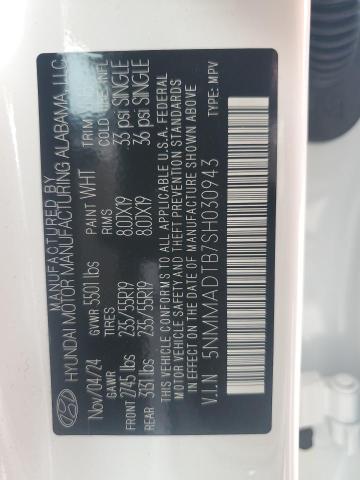 MANUFACTURED BY
HYUNDAI MOTOR MANUFACTURING ALABAMA, LLC
Nov/04/24 GVWR 5501 lbs PAINT WHT TRIM
GAWR TIRES RIMS COLD TIRE INFL
FRONT 2745 lbs 235/55R19 8.0JX19 33 psi SINGLE
REAR 3131 lbs 235/55R19 8.0JX19 36 psi SINGLE
THIS VEHICLE CONFORMS TO ALL APPLICABLE U.S.A. FEDERAL
MOTOR VEHICLE SAFETY AND THEFT PREVENTION STANDARDS
IN EFFECT ON THE DATE OF MANUFACTURE SHOWN ABOVE.
V.I.N 5NMMADTB7SH030943 TYPE: MPV